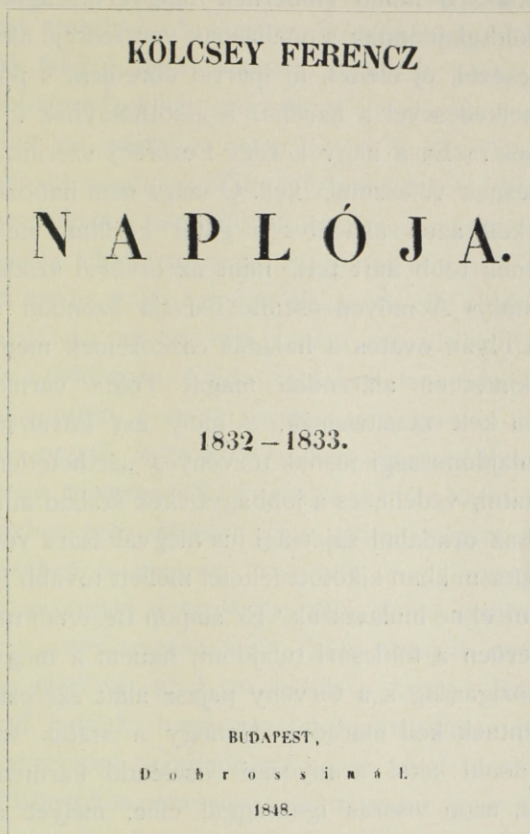 KÖLCSEY FERENCZ
NAPLÓJA.
1832–1833.
BUDAPEST,
Dobrossinál.
1848.